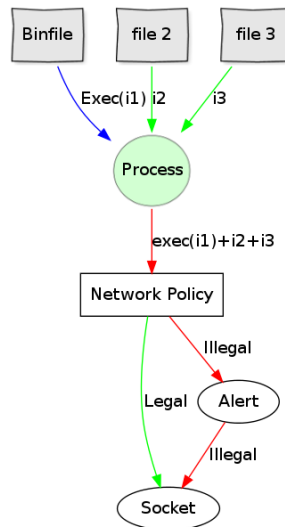 Binfile
file 2
file 3
Exec(i1)
i2
i3
Process
exec(i1)+i2+i3
Network Policy
Illegal
Legal
Alert
Illegal
Socket